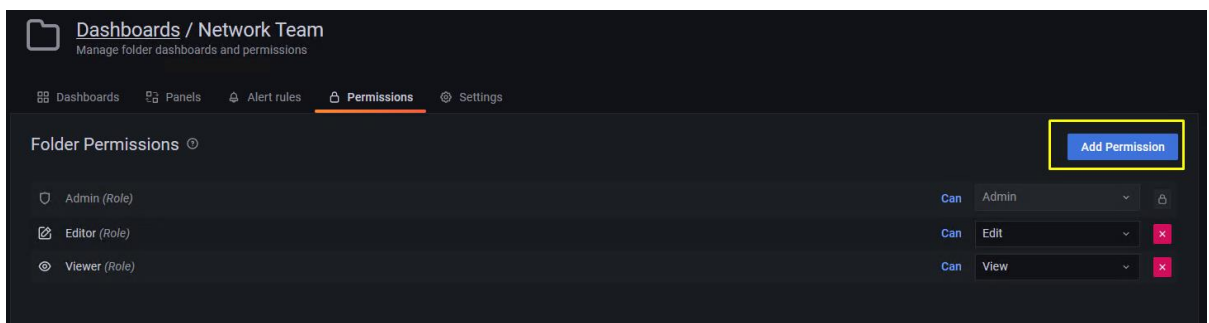 Dashboards / Network Team
Manage folder dashboards and permissions
Dashboards Panels Alert rules Permissions Settings
Folder Permissions
Add Permission
Admin (Role) Can Admin
Editor (Role) Can Edit
Viewer (Role) Can View